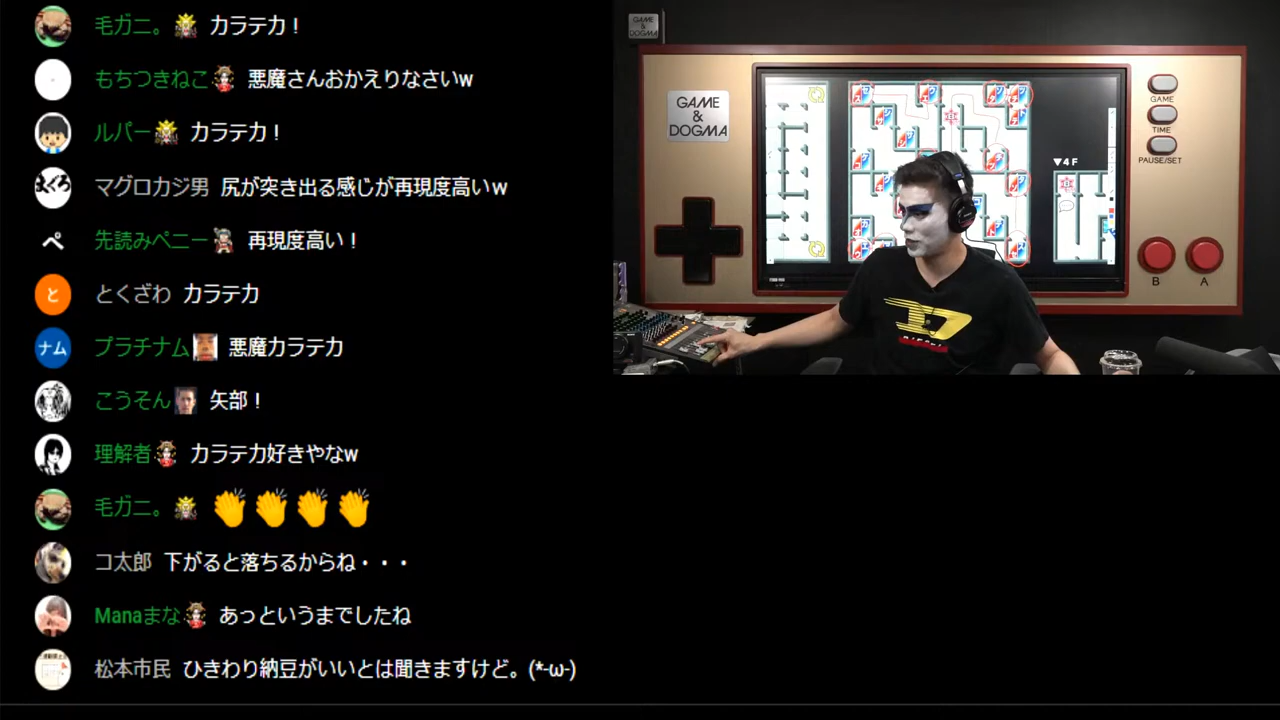 毛ガニ。 カラテカ！
もちつきねこ 悪魔さんおかえりなさいw
ルパー カラテカ！
マグロカジ男 尻が突き出る感じが再現度高いｗ
先読みペニー 再現度高い！
とくざわ カラテカ
プラチナム 悪魔カラテカ
こうそん 矢部！
理解者 カラテカ好きやなw
毛ガニ。 👏👏👏👏
コ太郎 下がると落ちるからね・・・
Manaまな あっというまでしたね
松本市民 ひきわり納豆がいいとは聞きますけど。(*-ω-)
ぺ
と
ナム
GAME
&
DOGMA
GAME
&
DOGMA
GAME
TIME
PAUSE/SET
▼4F
B
A
D